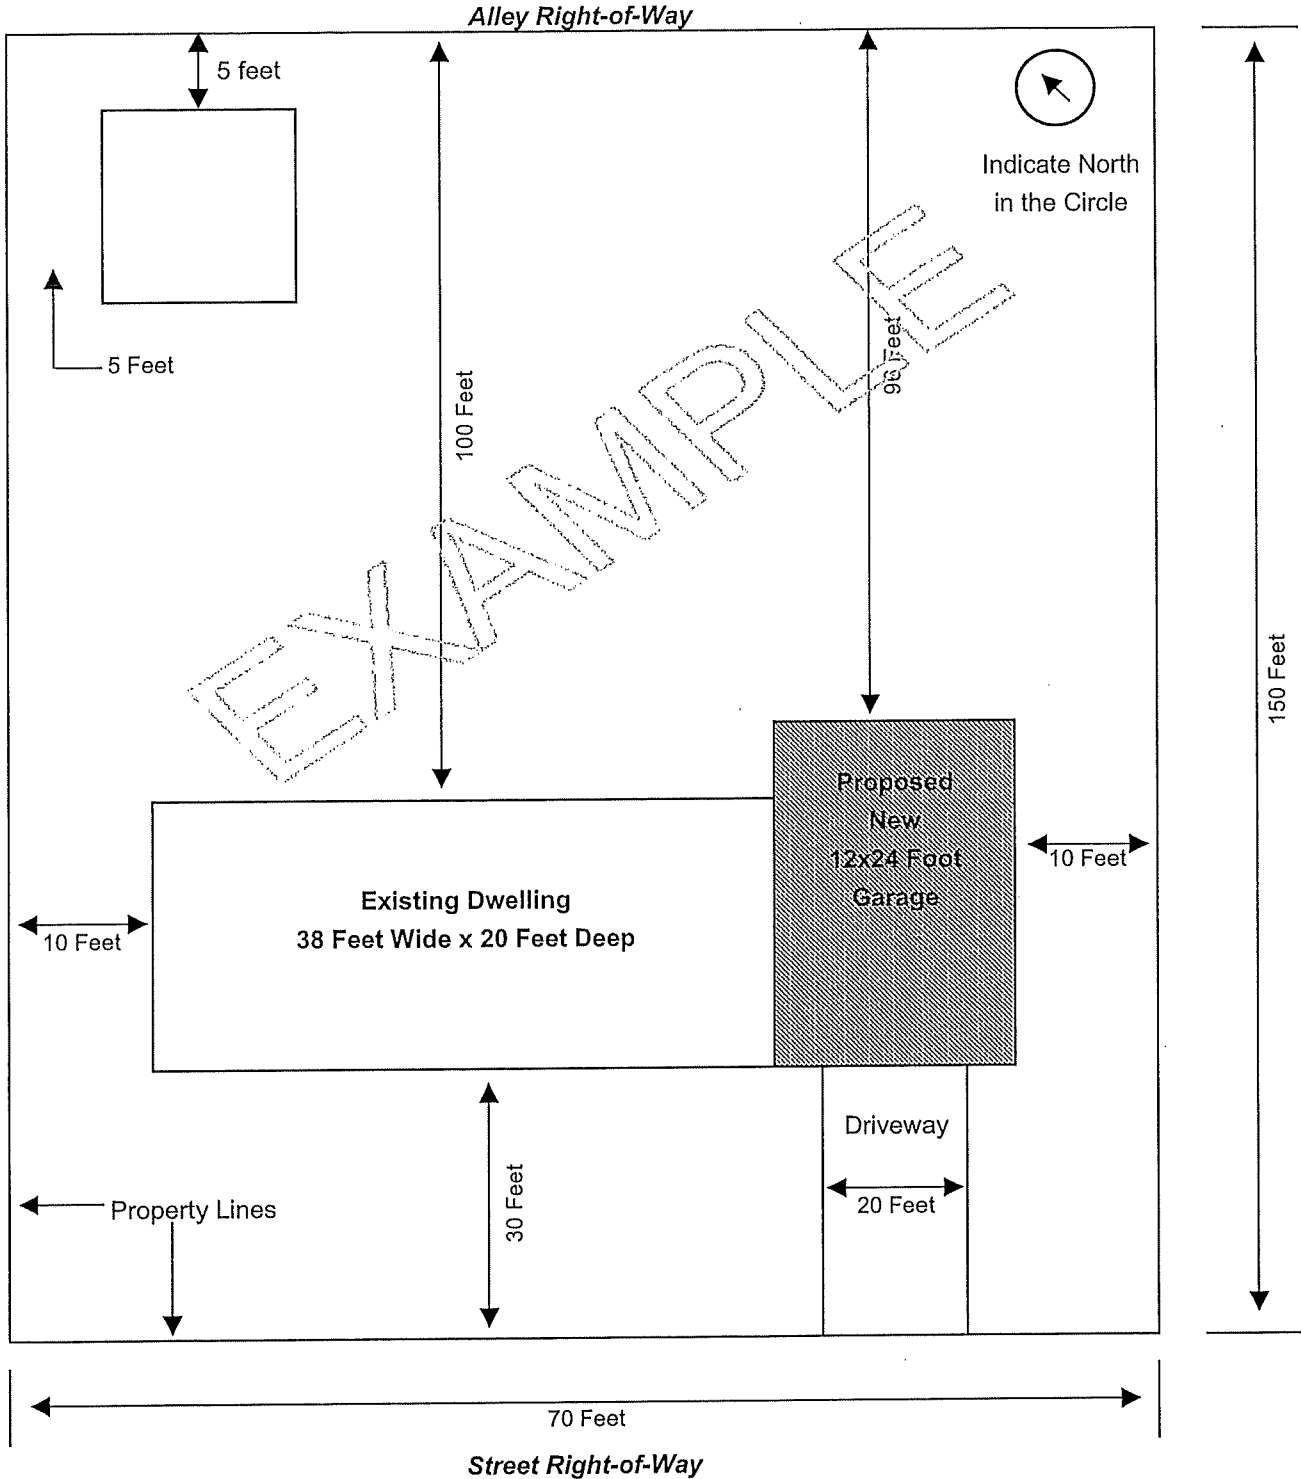 Alley Right-of-Way
5 feet
Indicate North
in the Circle
5 Feet
100 Feet
96 Feet
EXAMPLE
150 Feet
Proposed
New
12x24 Foot
Garage
10 Feet
Existing Dwelling
38 Feet Wide x 20 Feet Deep
10 Feet
Driveway
20 Feet
30 Feet
Property Lines
70 Feet
Street Right-of-Way